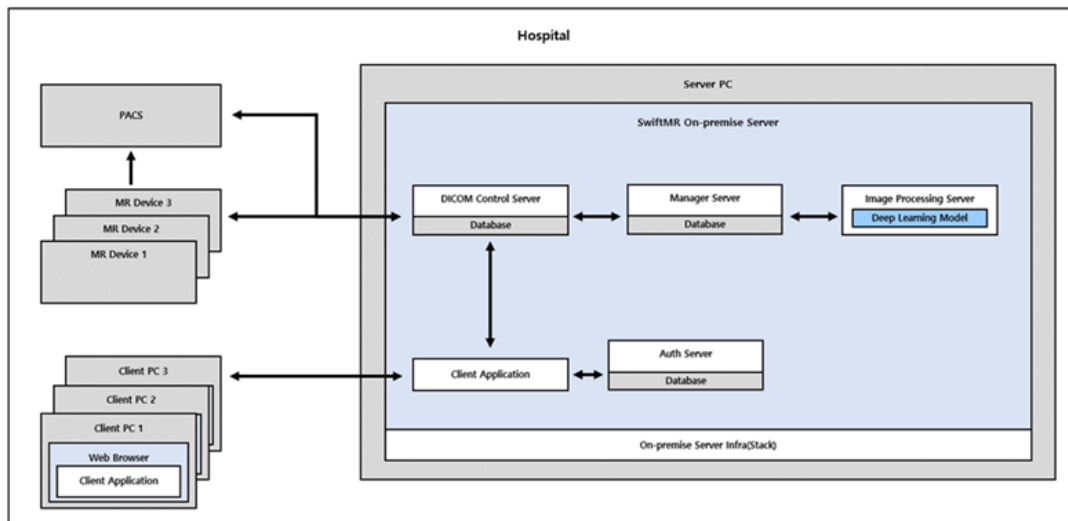 Hospital
Server PC
SwiftMR On-premise Server
PACS
MR Device 3
MR Device 2
MR Device 1
DICOM Control Server
Database
Manager Server
Database
Image Processing Server
Deep Learning Model
Client PC 3
Client PC 2
Client PC 1
Web Browser
Client Application
Client Application
Auth Server
Database
On-premise Server Infra(Stack)